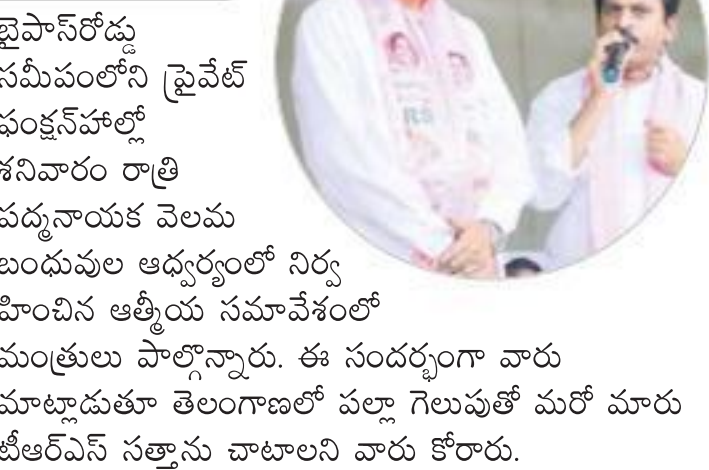 బైపాస్‌రోడ్డు
సమీపంలోని ప్రైవేట్
ఫంక్షన్‌హాల్లో
శనివారం రాత్రి
పద్మనాయక వెలమ
బంధువుల ఆధ్వర్యంలో నిర్వ
హించిన ఆత్మీయ సమావేశంలో
మంత్రులు పాల్గొన్నారు. ఈ సందర్భంగా వారు
మాట్లాడుతూ తెలంగాణలో పల్లా గెలుపుతో మరో మారు
టీఆర్‌ఎస్ సత్తాను చాటాలని వారు కోరారు.